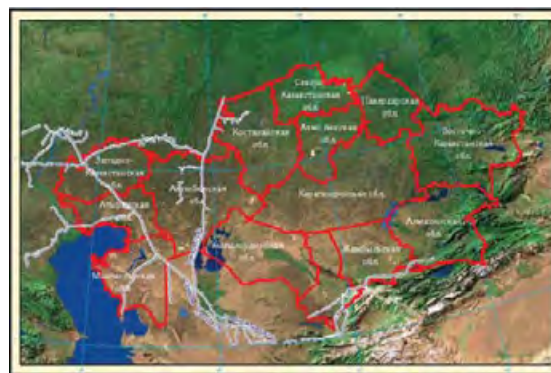 Северо-
Казахстанская
обл.
Павлодарская
обл.
Костанайская
обл.
Акмолинская
обл.
Восточно-
Казахстанская
обл.
Западно-
Казахстанская
обл.
Актюбинская
обл.
Карагандинская обл.
Атырауская
обл.
Алматинская
обл.
Кызылординская
обл.
Жамбылская
обл.
Мангистауская
обл.